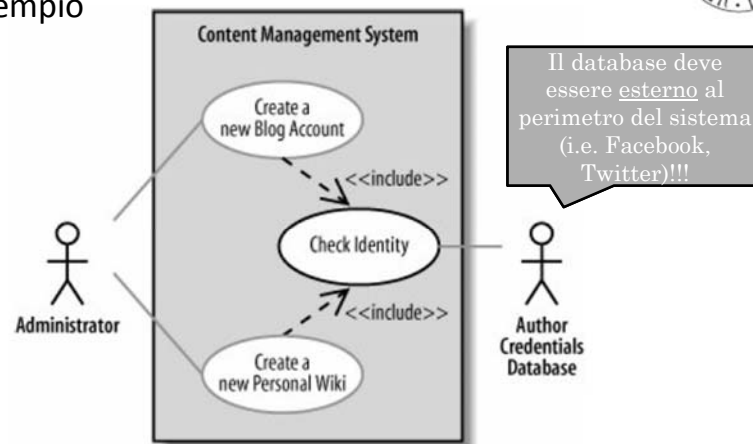 Content Management System
Il database deve
essere esterno al
perimetro del sistema
(i.e. Facebook,
Twitter)!!!
Create a
new Blog Account
<<include>>
Check Identity
<<include>>
Administrator
Author
Credentials
Database
Create a
new Personal Wiki